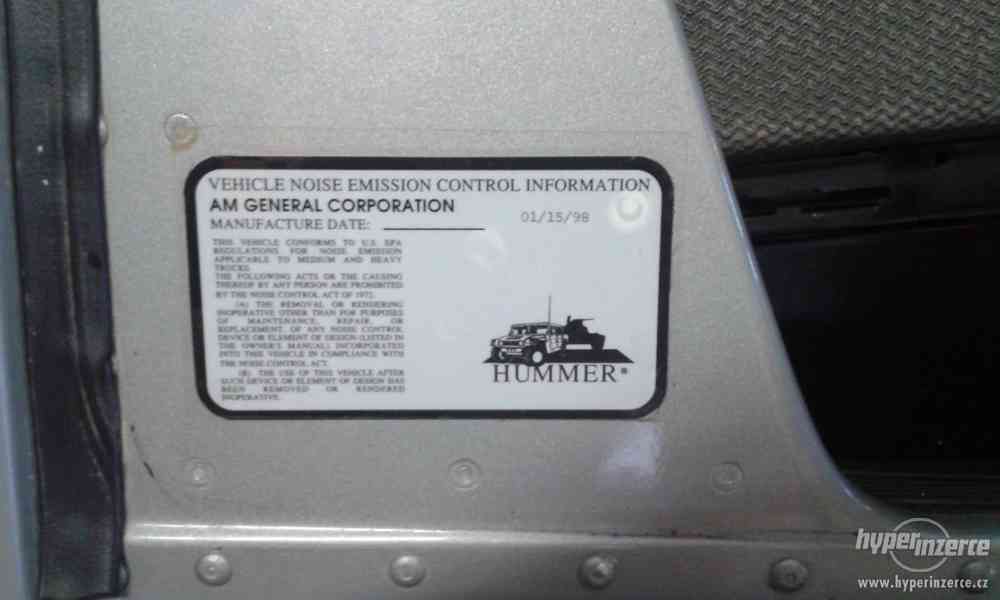 VEHICLE NOISE EMISSION CONTROL INFORMATION
AM GENERAL CORPORATION
MANUFACTURE DATE: 01/15/98
THIS VEHICLE CONFORMS TO U.S. EPA
REGULATIONS FOR NOISE EMISSION
APPLICABLE TO MEDIUM AND HEAVY
TRUCKS.
THE FOLLOWING ACTS OR THE CAUSING
THEREOF BY ANY PERSON ARE PROHIBITED
BY THE NOISE CONTROL ACT OF 1972.
(A) THE REMOVAL OR RENDERING
INOPERATIVE OTHER THAN FOR PURPOSES
OF MAINTENANCE, REPAIR, OR
REPLACEMENT, OF ANY NOISE CONTROL
DEVICE OR ELEMENT OF DESIGN (LISTED IN
THE OWNER'S MANUAL) INCORPORATED
INTO THIS VEHICLE IN COMPLIANCE WITH
THE NOISE CONTROL ACT.
(B) THE USE OF THIS VEHICLE AFTER
SUCH DEVICE OR ELEMENT OF DESIGN HAS
BEEN REMOVED OR RENDERED
INOPERATIVE.
HUMMER®
hyperinzerce
www.hyperinzerce.cz